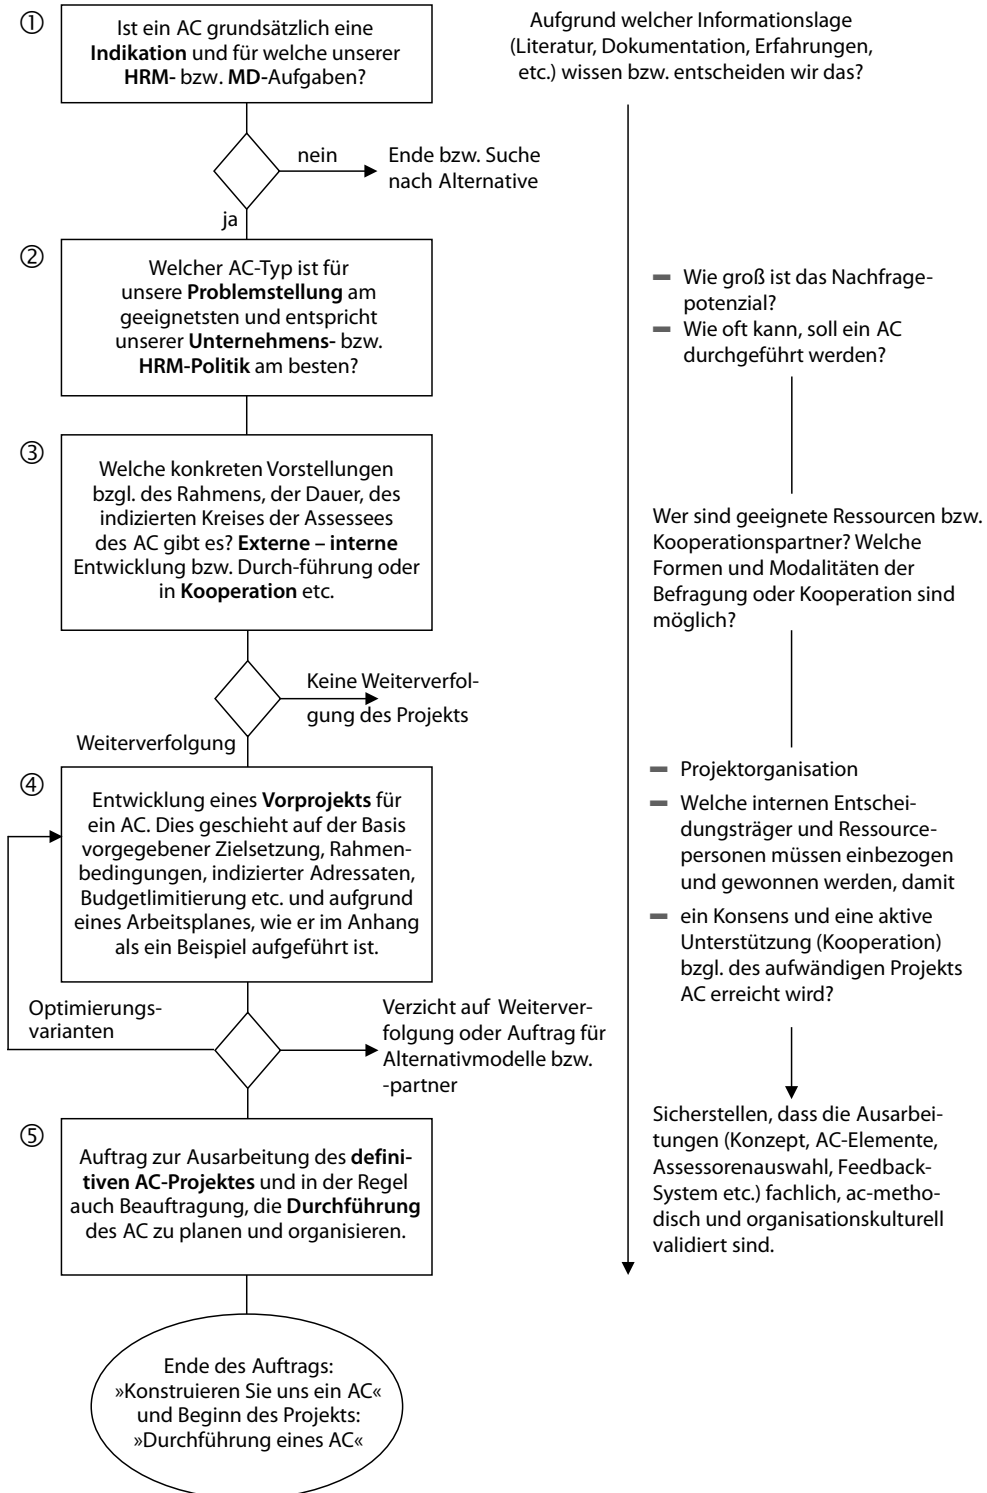 ①
Ist ein AC grundsätzlich eine
Indikation und für welche unserer
HRM- bzw. MD-Aufgaben?
Aufgrund welcher Informationslage
(Literatur, Dokumentation, Erfahrungen,
etc.) wissen bzw. entscheiden wir das?
nein
Ende bzw. Suche
nach Alternative
ja
②
Welcher AC-Typ ist für
unsere Problemstellung am
geeignetsten und entspricht
unserer Unternehmens- bzw.
HRM-Politik am besten?
– Wie groß ist das Nachfrage-
potenzial?
– Wie oft kann, soll ein AC
durchgeführt werden?
③
Welche konkreten Vorstellungen
bzgl. des Rahmens, der Dauer, des
indizierten Kreises der Assessees
des AC gibt es? Externe – interne
Entwicklung bzw. Durch-führung oder
in Kooperation etc.
Wer sind geeignete Ressourcen bzw.
Kooperationspartner? Welche
Formen und Modalitäten der
Befragung oder Kooperation sind
möglich?
Keine Weiterverfol-
gung des Projekts
Weiterverfolgung
④
Entwicklung eines Vorprojekts für
ein AC. Dies geschieht auf der Basis
vorgegebener Zielsetzung, Rahmen-
bedingungen, indizierter Adressaten,
Budgetlimitierung etc. und aufgrund
eines Arbeitsplanes, wie er im Anhang
als ein Beispiel aufgeführt ist.
– Projektorganisation
– Welche internen Entschei-
dungsträger und Ressource-
personen müssen einbezogen
und gewonnen werden, damit
– ein Konsens und eine aktive
Unterstützung (Kooperation)
bzgl. des aufwändigen Projekts
AC erreicht wird?
Optimierungs-
varianten
Verzicht auf Weiterver-
folgung oder Auftrag für
Alternativmodelle bzw.
-partner
⑤
Auftrag zur Ausarbeitung des defini-
tiven AC-Projektes und in der Regel
auch Beauftragung, die Durchführung
des AC zu planen und organisieren.
Sicherstellen, dass die Ausarbei-
tungen (Konzept, AC-Elemente,
Assessorenauswahl, Feedback-
System etc.) fachlich, ac-metho-
disch und organisationskulturell
validiert sind.
Ende des Auftrags:
»Konstruieren Sie uns ein AC«
und Beginn des Projekts:
»Durchführung eines AC«